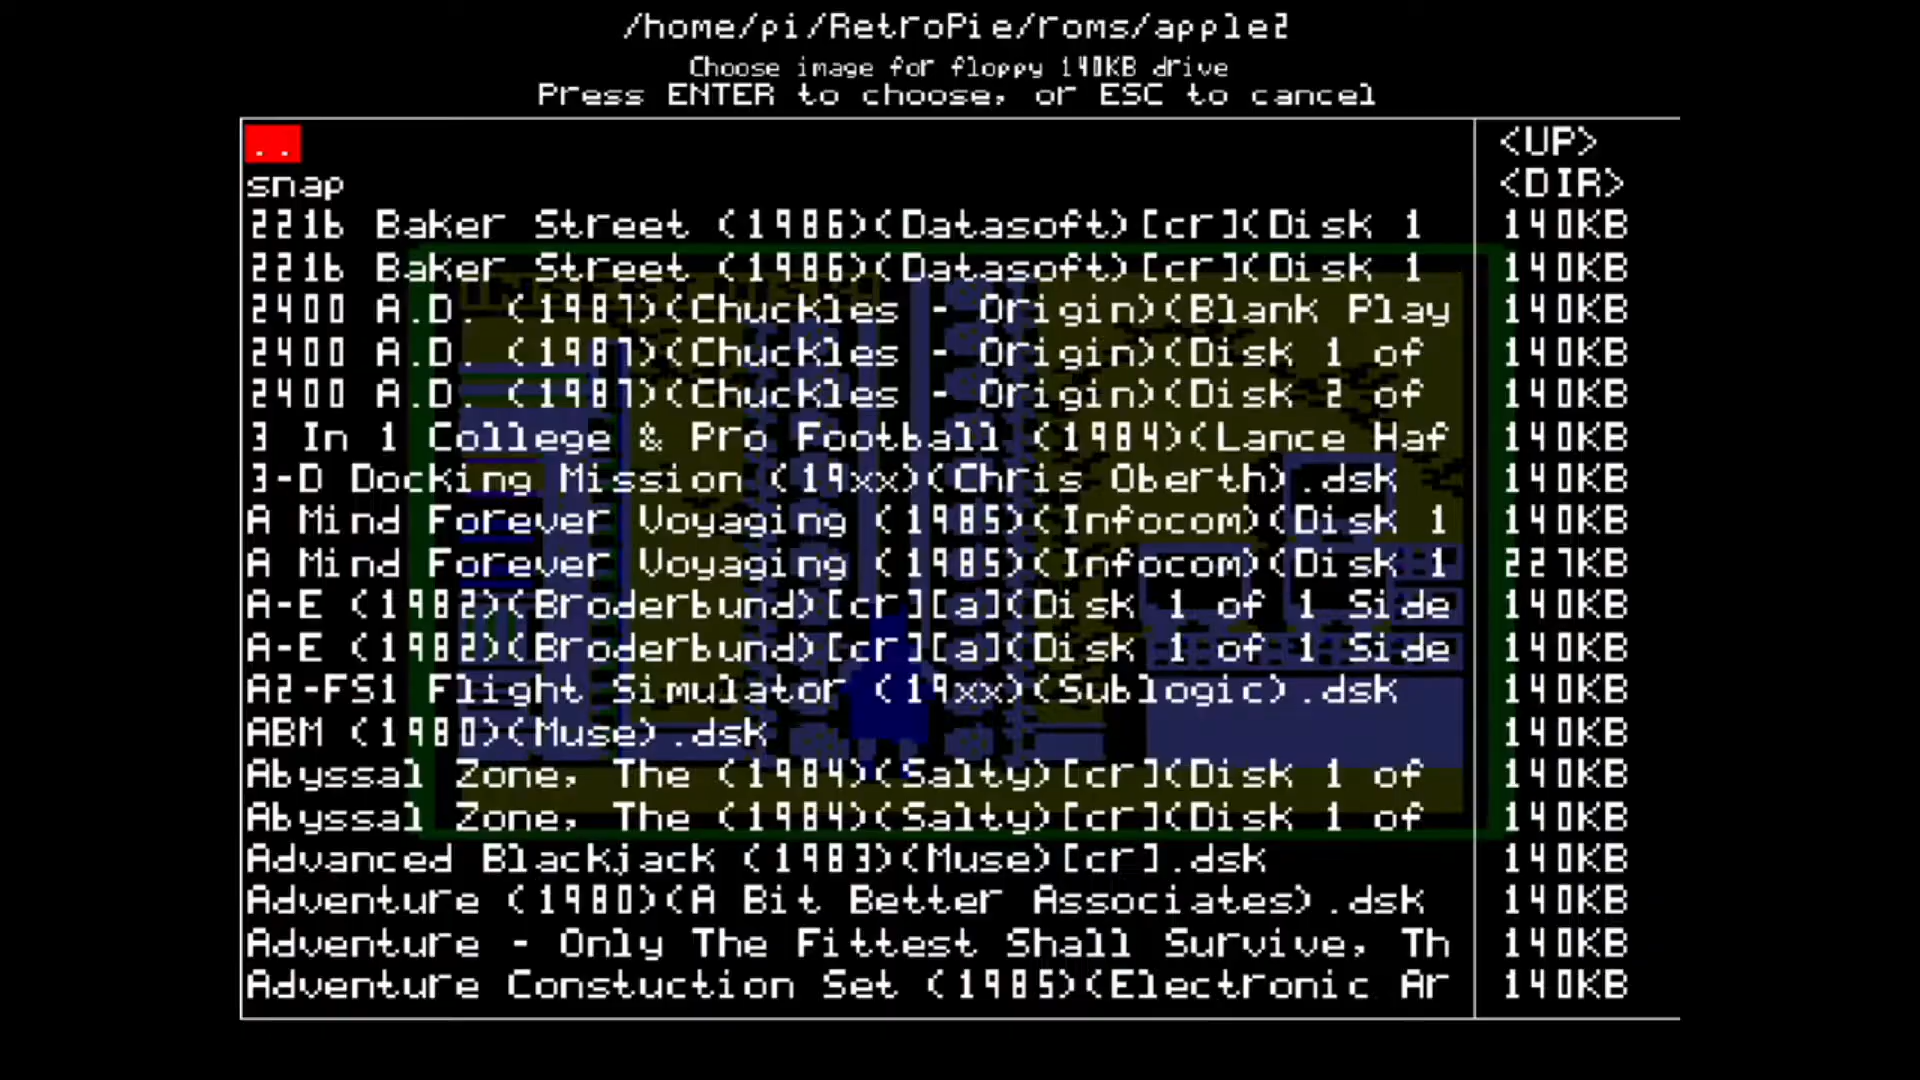 /home/pi/RetroPie/roms/apple2
Choose image for floppy 140KB drive
Press ENTER to choose, or ESC to cancel
.. <UP>
snap <DIR>
221b Baker Street (1986)(Datasoft)[cr](Disk 1 140KB
221b Baker Street (1986)(Datasoft)[cr](Disk 1 140KB
2400 A.D. (1987)(Chuckles - Origin)(Blank Play 140KB
2400 A.D. (1987)(Chuckles - Origin)(Disk 1 of 140KB
2400 A.D. (1987)(Chuckles - Origin)(Disk 2 of 140KB
3 In 1 College & Pro Football (1984)(Lance Haf 140KB
3-D Docking Mission (19xx)(Chris Oberth).dsk 140KB
A Mind Forever Voyaging (1985)(Infocom)(Disk 1 140KB
A Mind Forever Voyaging (1985)(Infocom)(Disk 1 227KB
A-E (1982)(Broderbund)[cr][a](Disk 1 of 1 Side 140KB
A-E (1982)(Broderbund)[cr][a](Disk 1 of 1 Side 140KB
A2-FS1 Flight Simulator (19xx)(Sublogic).dsk 140KB
ABM (1980)(Muse).dsk 140KB
Abyssal Zone, The (1984)(Salty)[cr](Disk 1 of 140KB
Abyssal Zone, The (1984)(Salty)[cr](Disk 1 of 140KB
Advanced Blackjack (1983)(Muse)[cr].dsk 140KB
Adventure (1980)(A Bit Better Associates).dsk 140KB
Adventure - Only The Fittest Shall Survive, Th 140KB
Adventure Constuction Set (1985)(Electronic Ar 140KB